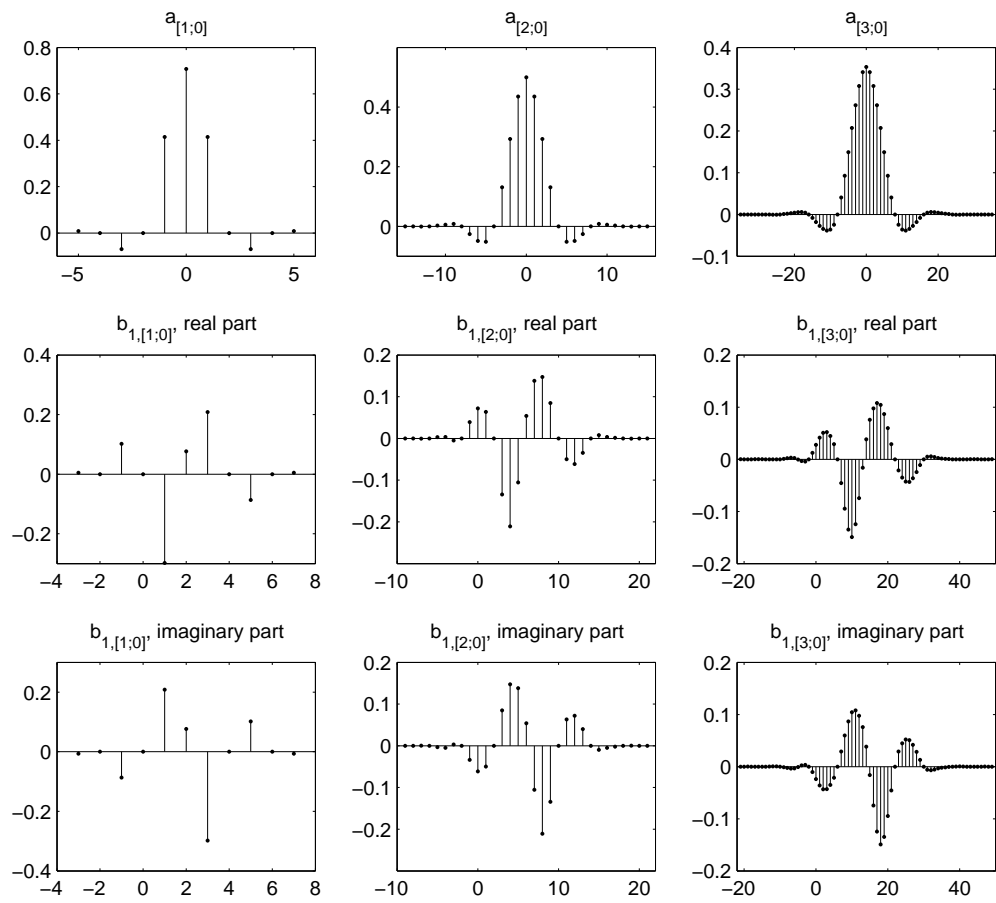 a[1;0]
0.8
0.6
0.4
0.2
0
−5 0 5
a[2;0]
0.4
0.2
0
−10 0 10
a[3;0]
0.4
0.3
0.2
0.1
0
−0.1
−20 0 20
b1,[1;0], real part
0.4
0.2
0
−0.2
−4 −2 0 2 4 6 8
b1,[2;0], real part
0.2
0.1
0
−0.1
−0.2
−10 0 10 20
b1,[3;0], real part
0.2
0.1
0
−0.1
−0.2
−20 0 20 40
b1,[1;0], imaginary part
0.2
0
−0.2
−0.4
−4 −2 0 2 4 6 8
b1,[2;0], imaginary part
0.2
0.1
0
−0.1
−0.2
−10 0 10 20
b1,[3;0], imaginary part
0.2
0.1
0
−0.1
−0.2
−20 0 20 40